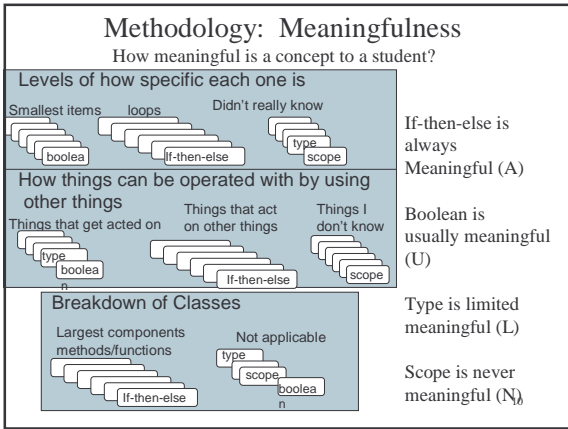 Methodology: Meaningfulness
How meaningful is a concept to a student?
Levels of how specific each one is
Smallest items
loops
Didn't really know
boolea
If-then-else
type
scope
How things can be operated with by using
other things
Things that get acted on
Things that act
on other things
Things I
don't know
type
boolea
n
If-then-else
scope
Breakdown of Classes
Largest components
methods/functions
Not applicable
If-then-else
type
scope
boolea
n
If-then-else is
always
Meaningful (A)
Boolean is
usually meaningful
(U)
Type is limited
meaningful (L)
Scope is never
meaningful (N)
10